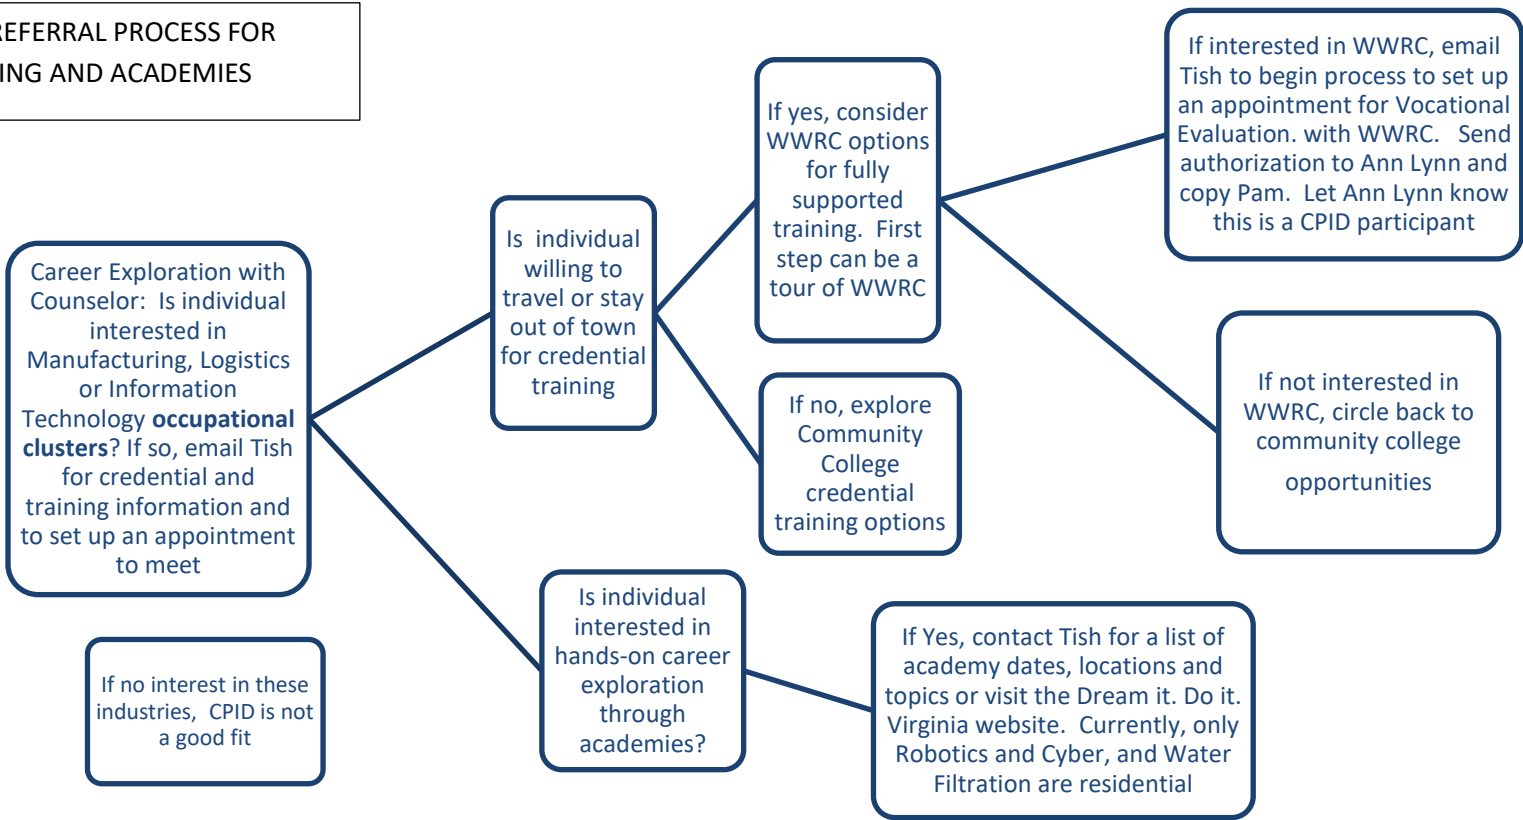 REFERRAL PROCESS FOR
ING AND ACADEMIES
Career Exploration with
Counselor:  Is individual
interested in
Manufacturing, Logistics
or Information
Technology occupational
clusters? If so, email Tish
for credential and
training information and
to set up an appointment
to meet
If no interest in these
industries,  CPID is not
a good fit
Is  individual
willing to
travel or stay
out of town
for credential
training
Is individual
interested in
hands-on career
exploration
through
academies?
If yes, consider
WWRC options
for fully
supported
training.  First
step can be a
tour of WWRC
If no, explore
Community
College
credential
training options
If interested in WWRC, email
Tish to begin process to set up
an appointment for Vocational
Evaluation. with WWRC.   Send
authorization to Ann Lynn and
copy Pam.  Let Ann Lynn know
this is a CPID participant
If not interested in
WWRC, circle back to
community college
opportunities
If Yes, contact Tish for a list of
academy dates, locations and
topics or visit the Dream it. Do it.
Virginia website.  Currently, only
Robotics and Cyber, and Water
Filtration are residential